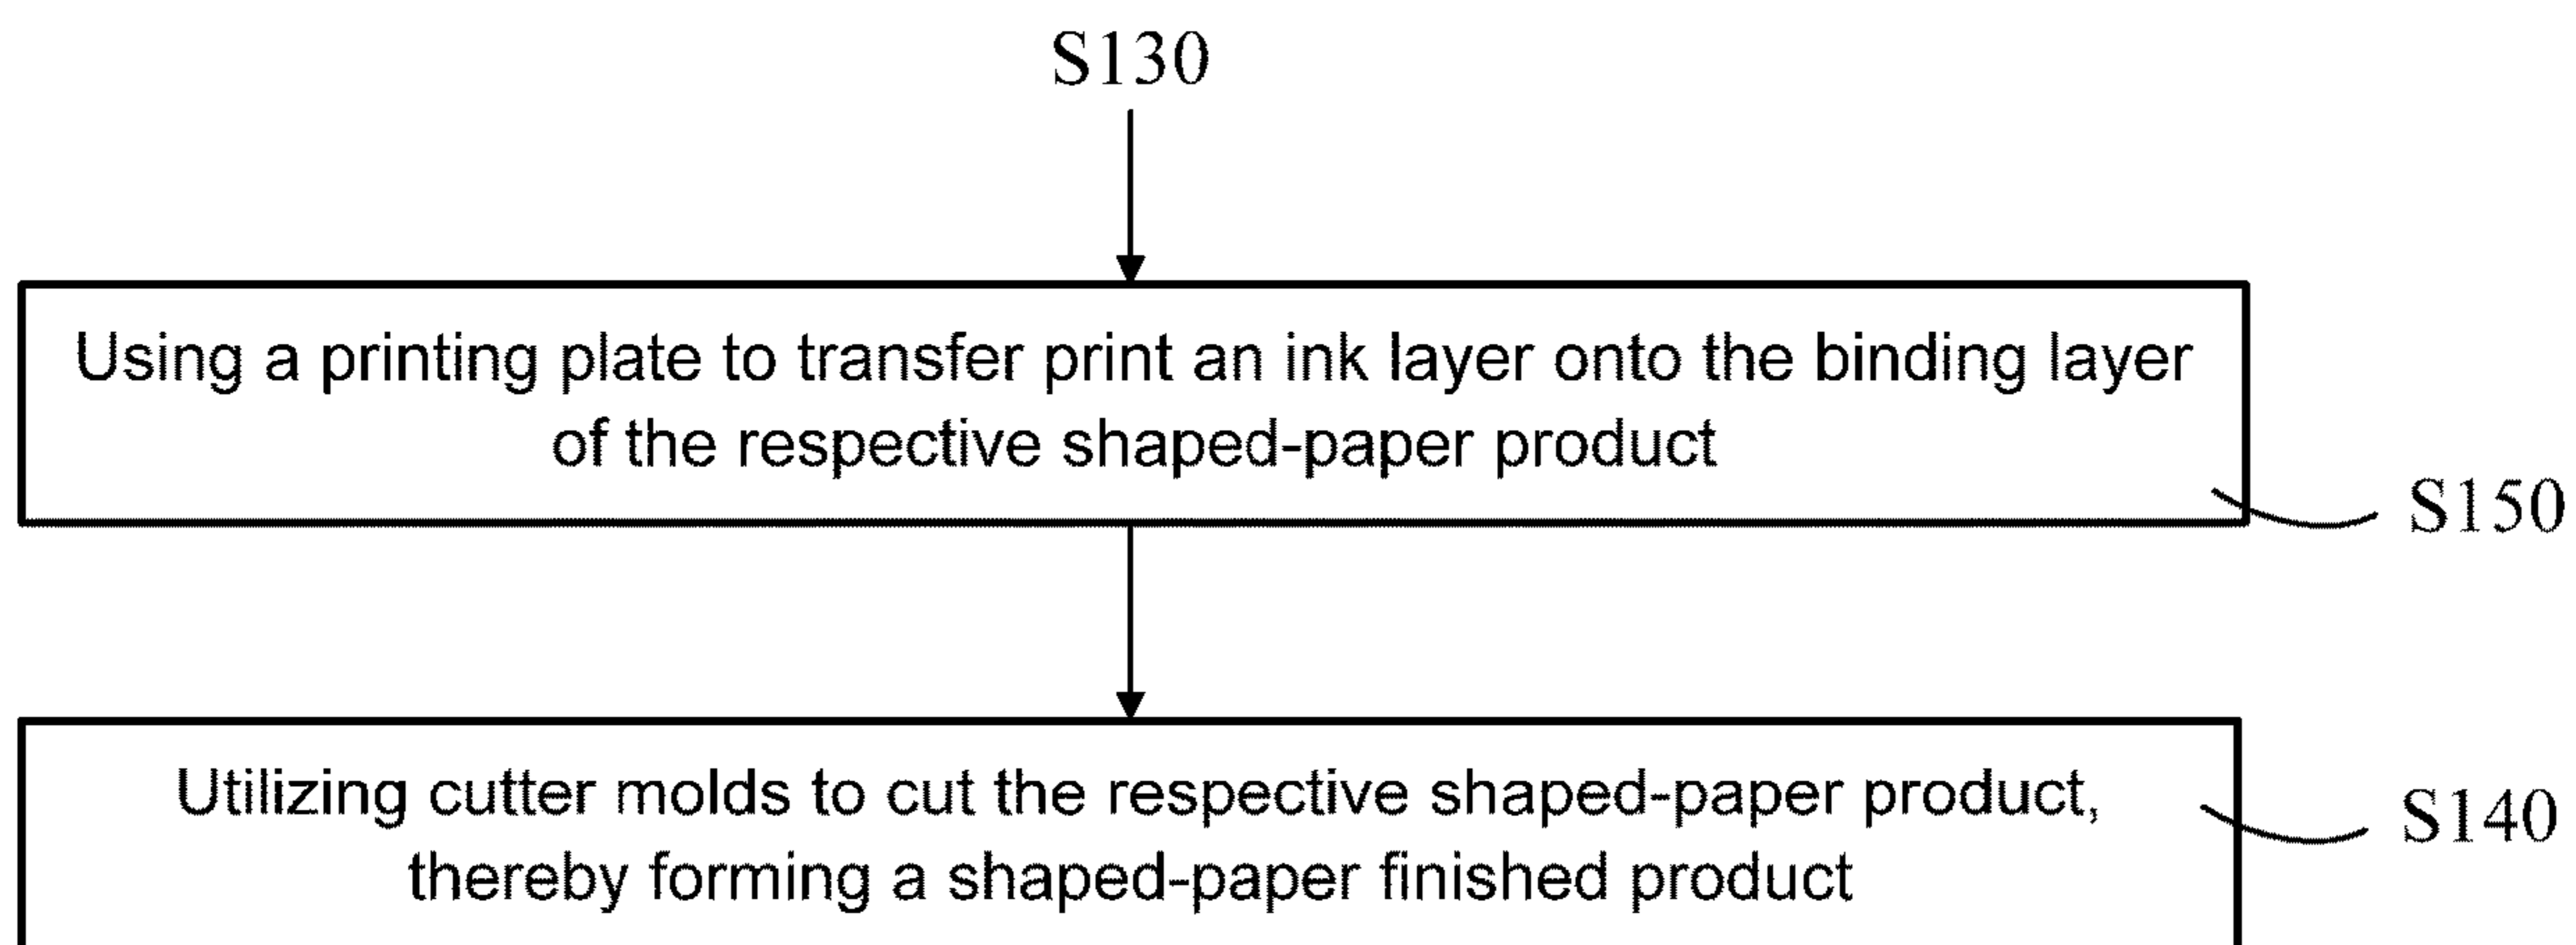 S130
Using a printing plate to transfer print an ink layer onto the binding layer
of the respective shaped-paper product
S150
Utilizing cutter molds to cut the respective shaped-paper product,
thereby forming a shaped-paper finished product
S140